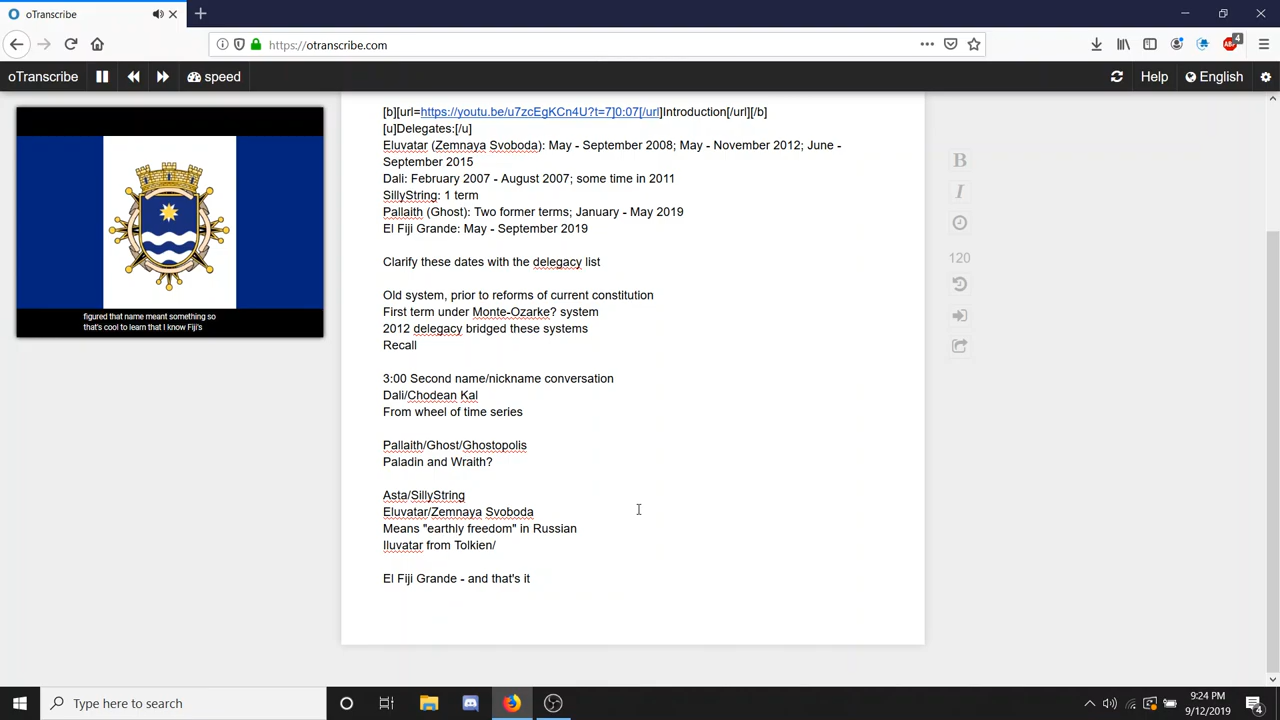 oTranscribe
https://otranscribe.com
4
oTranscribe
speed
Help
English
figured that name meant something so
that's cool to learn that I know Fiji's
[b][url=https://youtu.be/u7zcEgKCn4U?t=7]0:07[/url]Introduction[/url][/b]
[u]Delegates:[/u]
Eluvatar (Zemnaya Svoboda): May - September 2008; May - November 2012; June -
September 2015
Dali: February 2007 - August 2007; some time in 2011
SillyString: 1 term
Pallaith (Ghost): Two former terms; January - May 2019
El Fiji Grande: May - September 2019
Clarify these dates with the delegacy list
Old system, prior to reforms of current constitution
First term under Monte-Ozarke? system
2012 delegacy bridged these systems
Recall
3:00 Second name/nickname conversation
Dali/Chodean Kal
From wheel of time series
Pallaith/Ghost/Ghostopolis
Paladin and Wraith?
Asta/SillyString
Eluvatar/Zemnaya Svoboda
Means "earthly freedom" in Russian
Iluvatar from Tolkien/
El Fiji Grande - and that's it
B
I
120
Type here to search
9:24 PM
9/12/2019
4